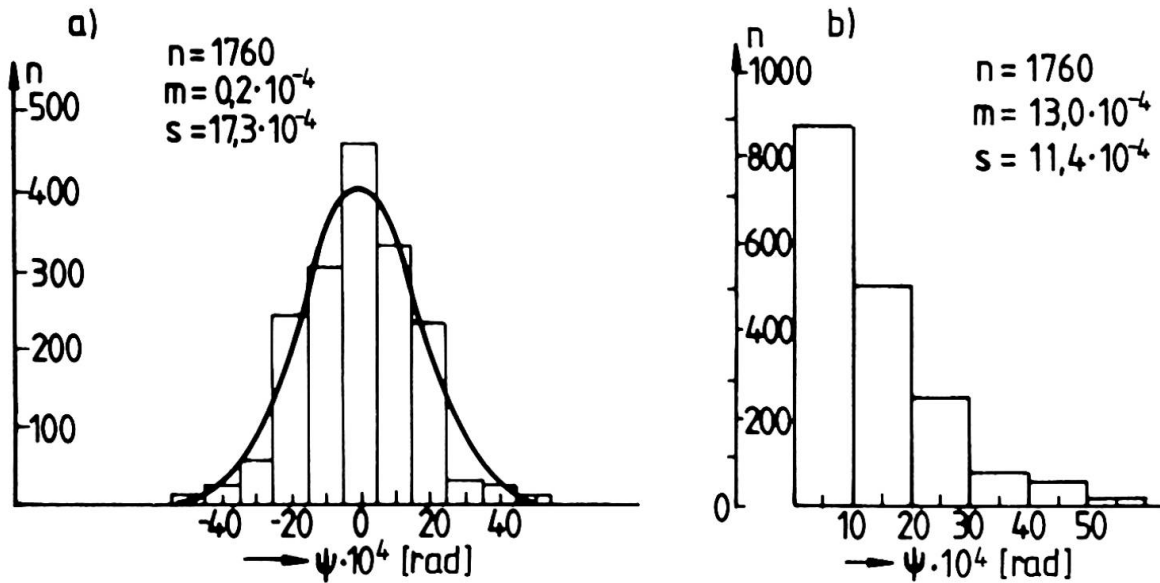 a)
n = 1760
m = 0,2·10⁻⁴
s = 17,3·10⁻⁴
n
500
400
300
200
100
-40 -20 0 20 40
ψ·10⁴ [rad]
b)
n = 1760
m = 13,0·10⁻⁴
s = 11,4·10⁻⁴
n
1000
800
600
400
200
0
10 20 30 40 50
ψ·10⁴ [rad]